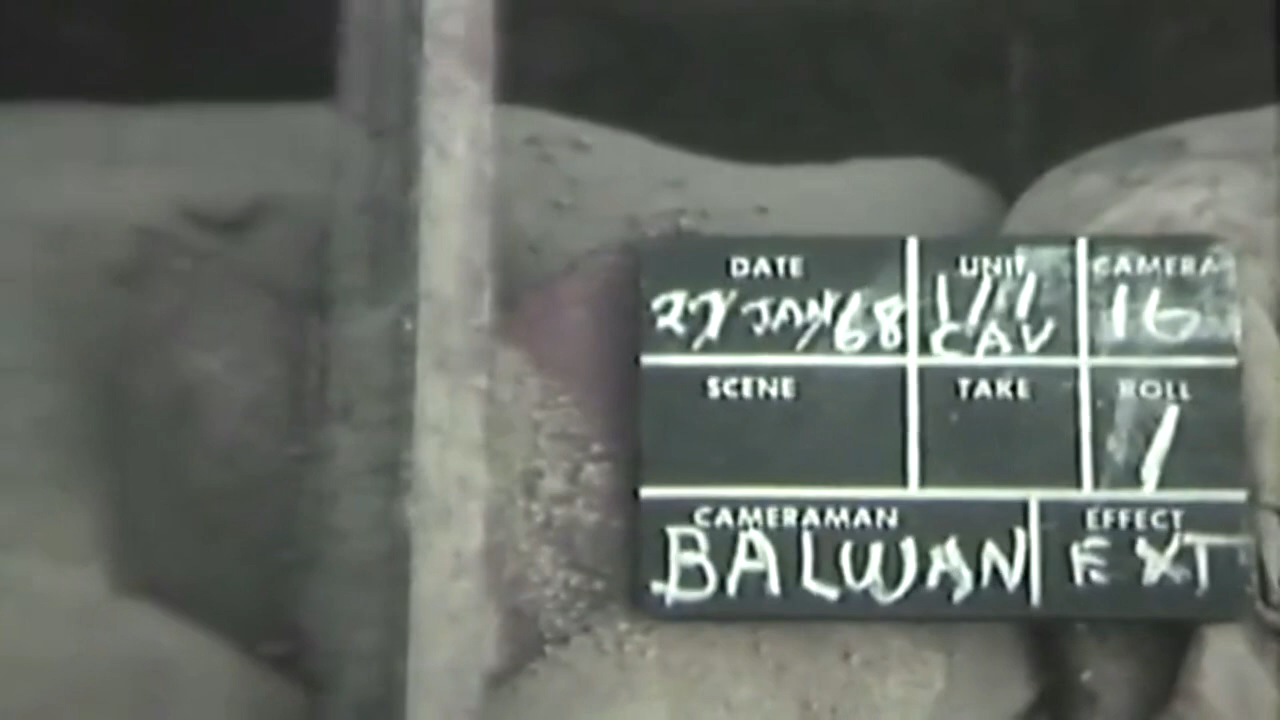 DATE UNIT CAMERA
27/JAN/68 1/1 CAV 16
SCENE TAKE ROLL
1
CAMERAMAN EFFECT
BALWAN EXT